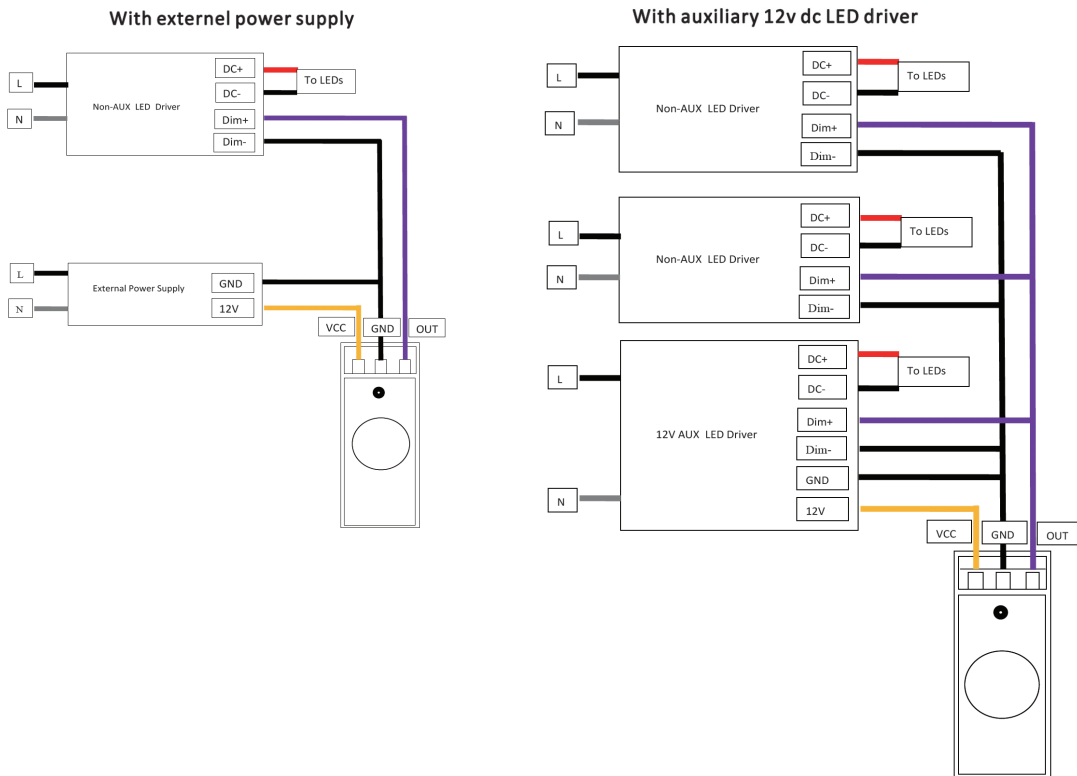 With externel power supply
L
N
Non-AUX LED Driver
DC+
DC-
Dim+
Dim-
To LEDs
L
N
External Power Supply
GND
12V
VCC GND OUT
With auxiliary 12v dc LED driver
L
N
Non-AUX LED Driver
DC+
DC-
Dim+
Dim-
To LEDs
L
N
Non-AUX LED Driver
DC+
DC-
Dim+
Dim-
To LEDs
L
N
12V AUX LED Driver
DC+
DC-
Dim+
Dim-
GND
12V
To LEDs
VCC GND OUT